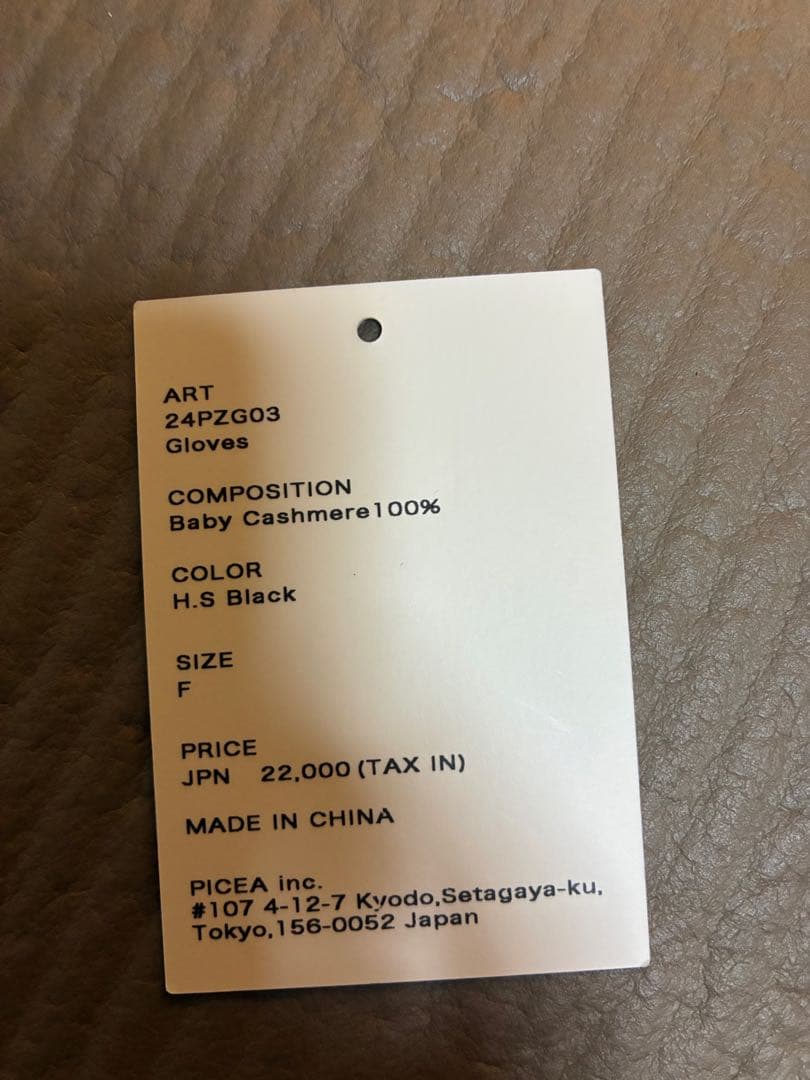 ART
24PZG03
Gloves
COMPOSITION
Baby Cashmere100%
COLOR
H.S Black
SIZE
F
PRICE
JPN 22,000 (TAX IN)
MADE IN CHINA
PICEA inc.
#107 4-12-7 Kyodo,Setagaya-ku,
Tokyo,156-0052 Japan